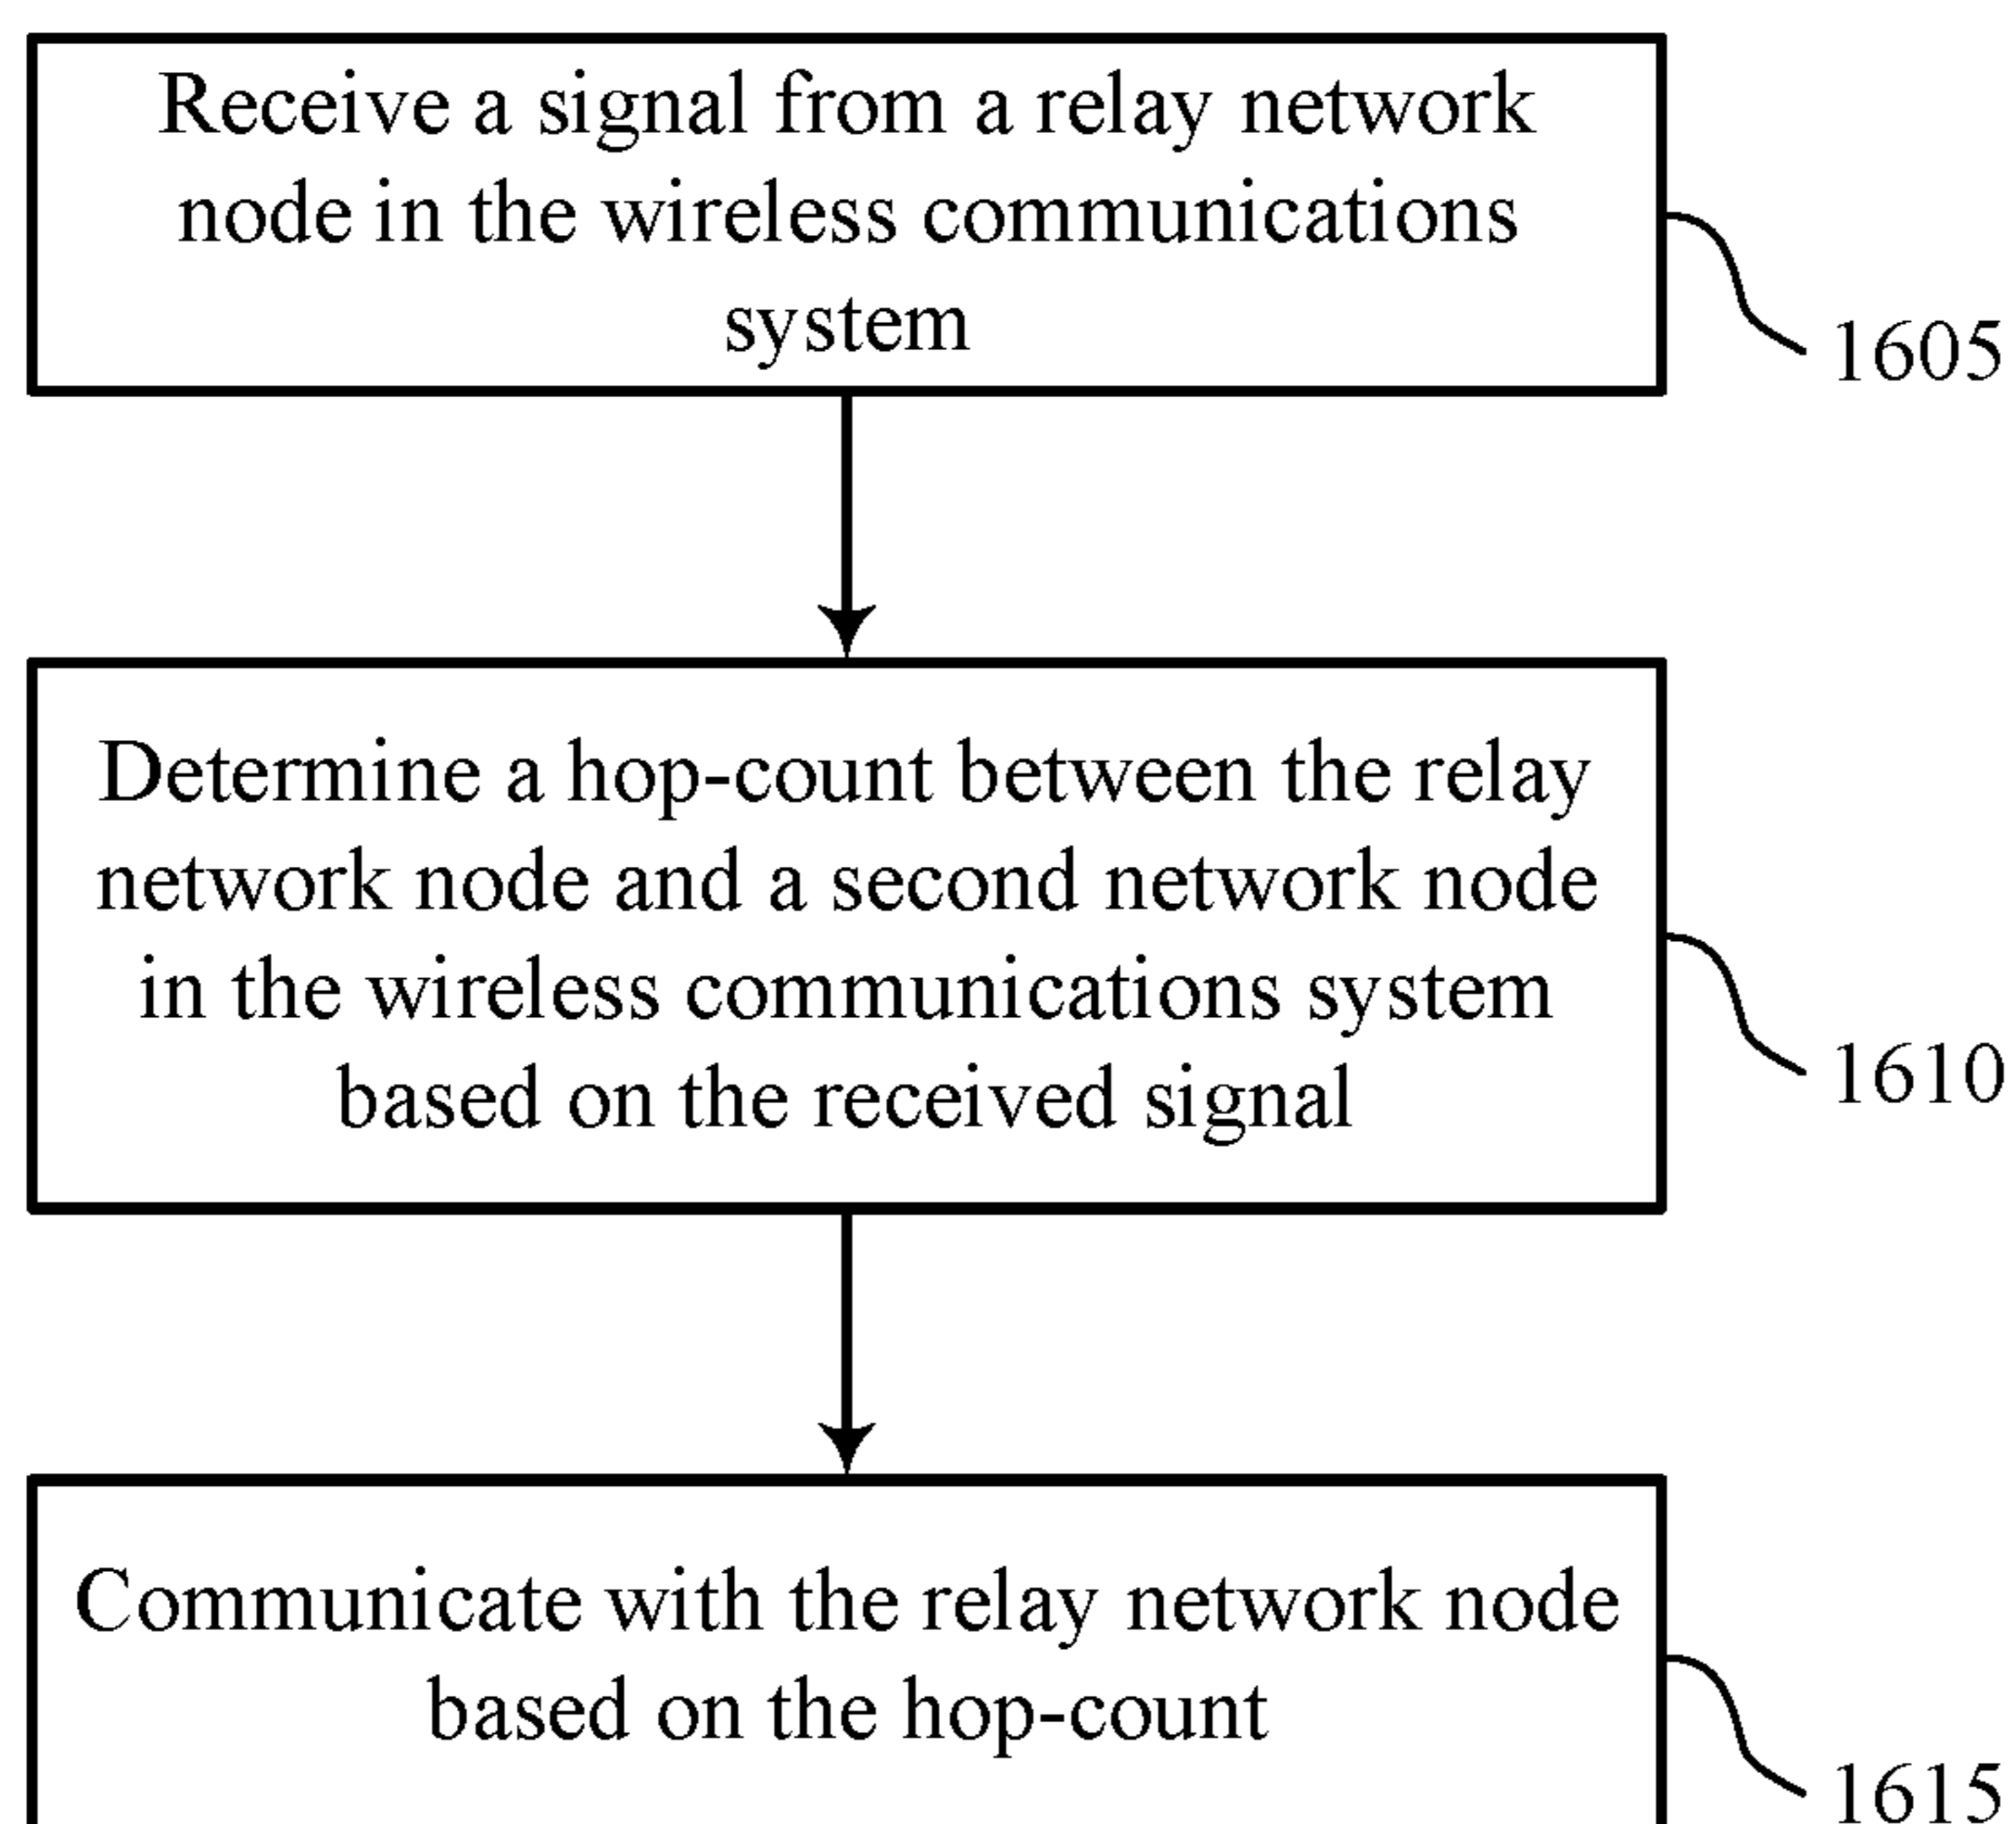 Receive a signal from a relay network
node in the wireless communications
system
1605
Determine a hop-count between the relay
network node and a second network node
in the wireless communications system
based on the received signal
1610
Communicate with the relay network node
based on the hop-count
1615